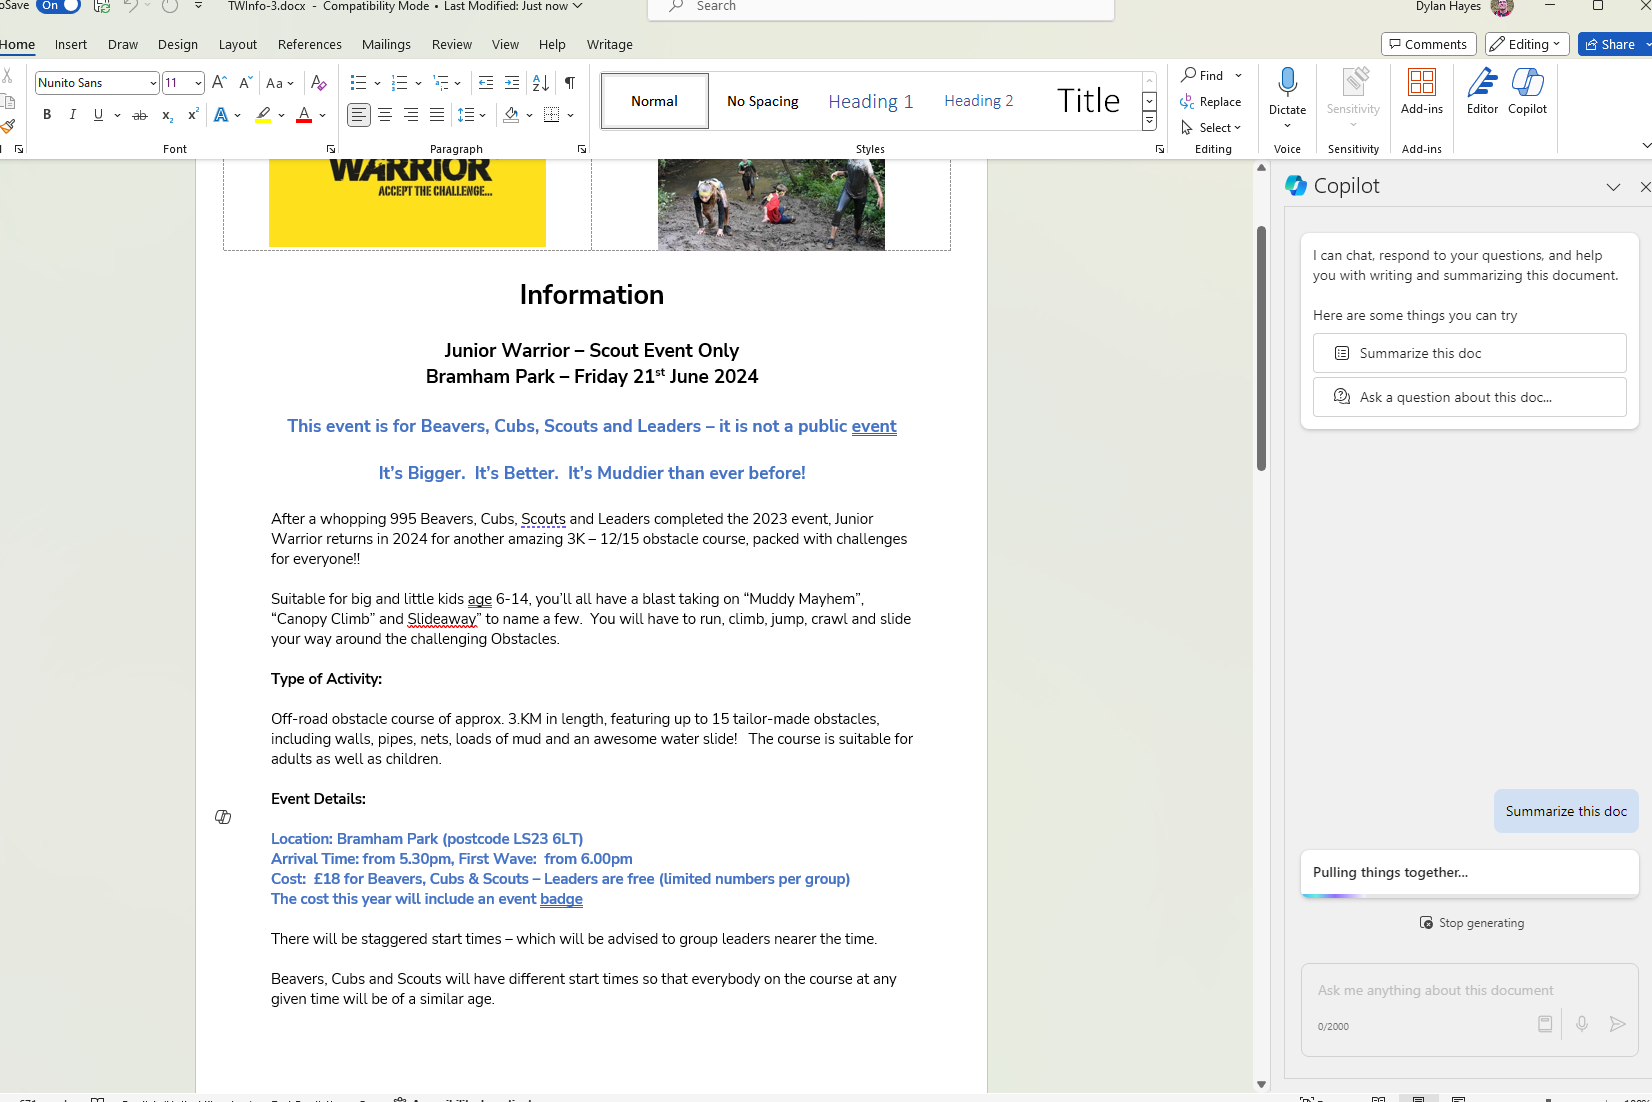 oSave On TWInfo-3.docx - Compatibility Mode • Last Modified: Just now Search Dylan Hayes
Home Insert Draw Design Layout References Mailings Review View Help Writage Comments Editing Share
Nunito Sans 11 A A Aa A Normal No Spacing Heading 1 Heading 2 Title Find Replace Select Dictate Sensitivity Add-ins Editor Copilot
B I U ab x2 x2 A A
Font Paragraph Styles Editing Voice Sensitivity Add-ins
WARRIOR
ACCEPT THE CHALLENGE...
Information
Junior Warrior – Scout Event Only
Bramham Park – Friday 21st June 2024
This event is for Beavers, Cubs, Scouts and Leaders – it is not a public event
It's Bigger. It's Better. It's Muddier than ever before!
After a whopping 995 Beavers, Cubs, Scouts and Leaders completed the 2023 event, Junior
Warrior returns in 2024 for another amazing 3K – 12/15 obstacle course, packed with challenges
for everyone!!
Suitable for big and little kids age 6-14, you'll all have a blast taking on “Muddy Mayhem”,
“Canopy Climb” and Slideaway” to name a few. You will have to run, climb, jump, crawl and slide
your way around the challenging Obstacles.
Type of Activity:
Off-road obstacle course of approx. 3.KM in length, featuring up to 15 tailor-made obstacles,
including walls, pipes, nets, loads of mud and an awesome water slide! The course is suitable for
adults as well as children.
Event Details:
Location: Bramham Park (postcode LS23 6LT)
Arrival Time: from 5.30pm, First Wave: from 6.00pm
Cost: £18 for Beavers, Cubs & Scouts – Leaders are free (limited numbers per group)
The cost this year will include an event badge
There will be staggered start times – which will be advised to group leaders nearer the time.
Beavers, Cubs and Scouts will have different start times so that everybody on the course at any
given time will be of a similar age.
Copilot
I can chat, respond to your questions, and help
you with writing and summarizing this document.
Here are some things you can try
Summarize this doc
Ask a question about this doc...
Summarize this doc
Pulling things together...
Stop generating
Ask me anything about this document
0/2000